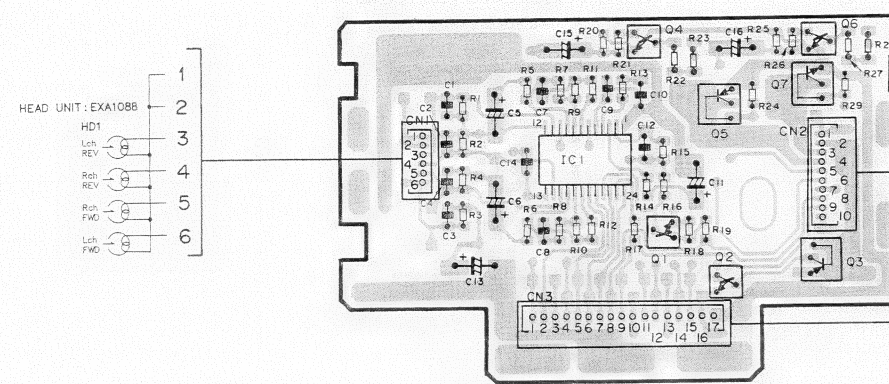 HEAD UNIT : EXA1088
HD1
Lch
REV
Rch
REV
Rch
FWD
Lch
FWD
1
2
3
4
5
6
CN1
1
2
3
4
5
6
C1
C2
R1
R2
C4
R4
C3
R3
C5
C6
C13
C14
C15
R20
R21
Q4
R22
R23
R5
C7
R7
R9
R11
C9
R13
C10
12
1
IC1
13
24
C12
R15
R14
R16
C11
R6
C8
R8
R10
R12
R17
Q1
R18
R19
Q2
Q5
R24
C16
R25
R26
Q6
Q7
R27
R29
CN2
1
2
3
4
5
6
7
8
9
10
Q3
CN3
1 2 3 4 5 6 7 8 9 10 11 13 15 17
12 14 16